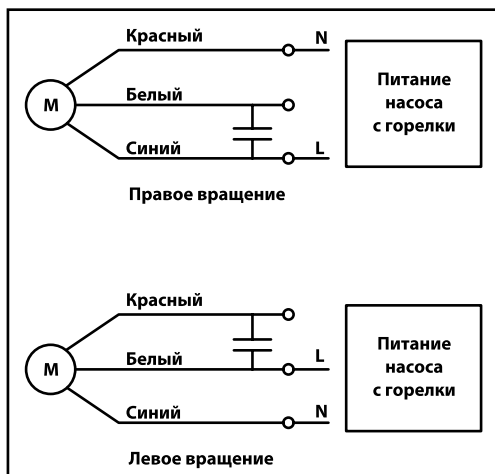 Красный
N
Белый
M
Синий
L
Питание
насоса
с горелки
Правое вращение
Красный
Белый
L
M
Синий
N
Питание
насоса
с горелки
Левое вращение